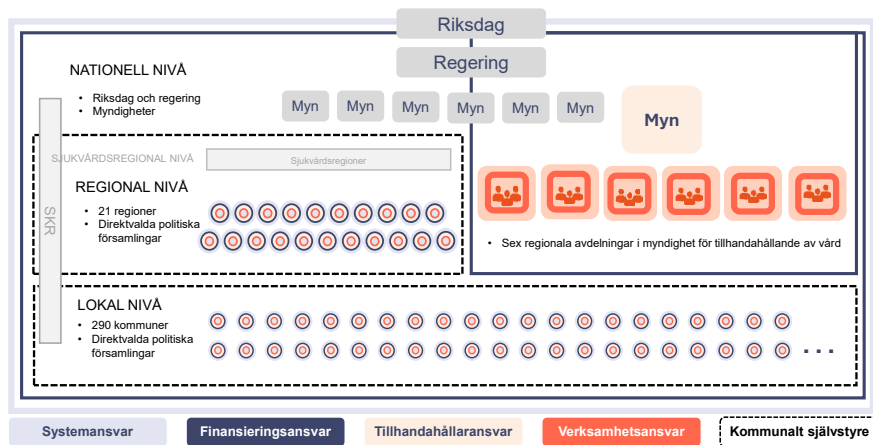 Riksdag
Regering
NATIONELL NIVÅ
• Riksdag och regering
• Myndigheter
Myn Myn Myn Myn Myn Myn
Myn
SJUKVÅRDSREGIONAL NIVÅ
Sjukvårdsregioner
REGIONAL NIVÅ
• 21 regioner
• Direktvalda politiska
församlingar
SKR
• Sex regionala avdelningar i myndighet för tillhandahållande av vård
LOKAL NIVÅ
• 290 kommuner
• Direktvalda politiska
församlingar
...
Systemansvar Finansieringsansvar Tillhandahållaransvar Verksamhetsansvar Kommunalt självstyre